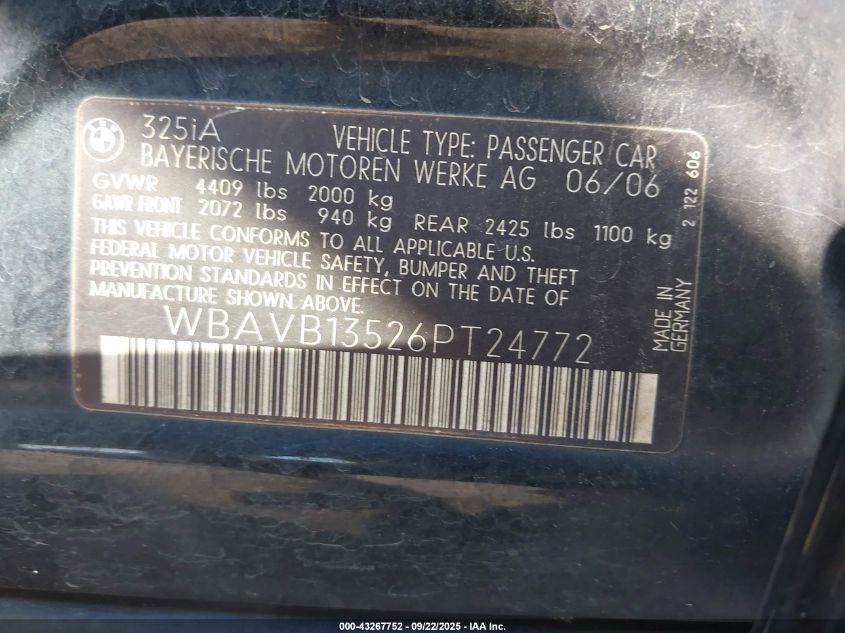 BMW
325iA VEHICLE TYPE: PASSENGER CAR
BAYERISCHE MOTOREN WERKE AG 06/06
GVWR 4409 lbs 2000 kg
GAWR FRONT 2072 lbs 940 kg REAR 2425 lbs 1100 kg
THIS VEHICLE CONFORMS TO ALL APPLICABLE U.S.
FEDERAL MOTOR VEHICLE SAFETY, BUMPER AND THEFT
PREVENTION STANDARDS IN EFFECT ON THE DATE OF
MANUFACTURE SHOWN ABOVE.
WBAVB13526PT24772
2 122 606
MADE IN
GERMANY
000-43267752 - 09/22/2025 - IAA Inc.